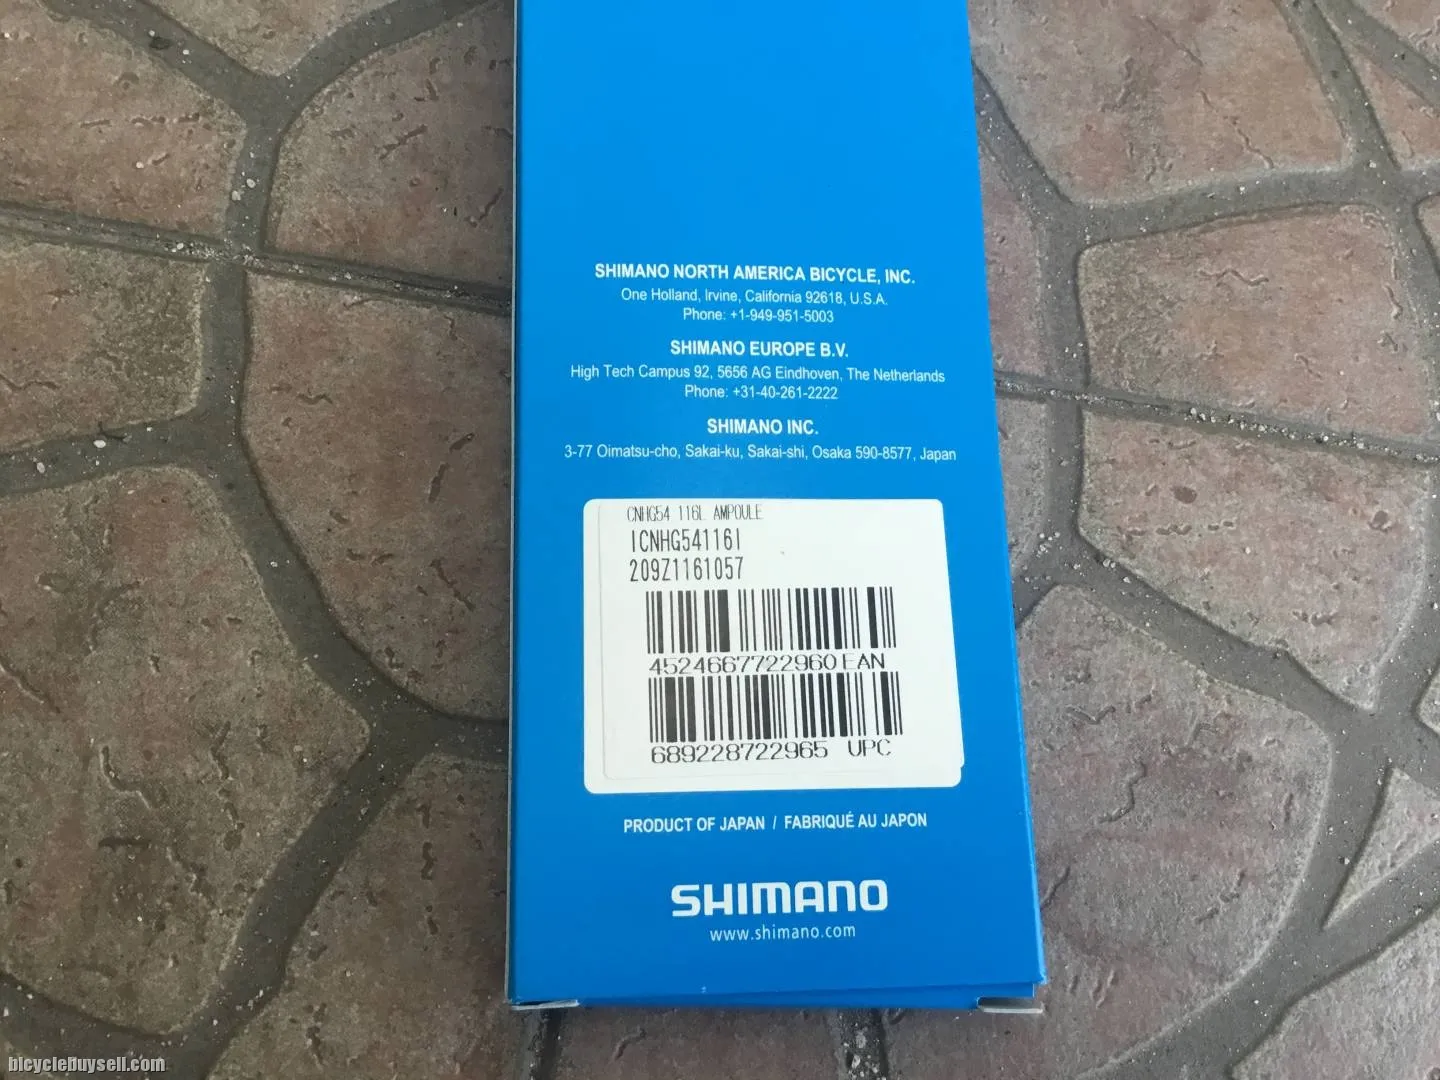 SHIMANO NORTH AMERICA BICYCLE, INC.
One Holland, Irvine, California 92618, U.S.A.
Phone: +1-949-951-5003
SHIMANO EUROPE B.V.
High Tech Campus 92, 5656 AG Eindhoven, The Netherlands
Phone: +31-40-261-2222
SHIMANO INC.
3-77 Oimatsu-cho, Sakai-ku, Sakai-shi, Osaka 590-8577, Japan
CNHG54 116L AMPOULE
ICNHG54116I
209Z1161057
4524667722960 EAN
689228722965 UPC
PRODUCT OF JAPAN / FABRIQUÉ AU JAPON
SHIMANO
www.shimano.com
bicyclebuysell.com